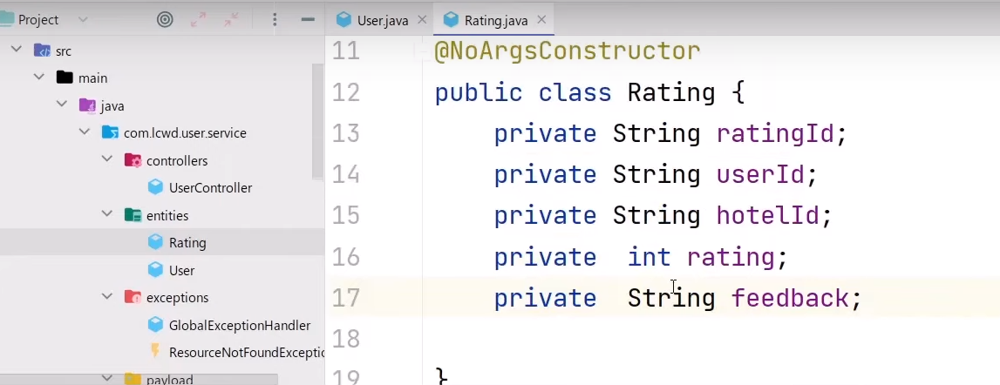 Project
src
main
java
com.lcwd.user.service
controllers
UserController
entities
Rating
User
exceptions
GlobalExceptionHandler
ResourceNotFoundExceptio
payload
User.java
Rating.java
11 @NoArgsConstructor
12 public class Rating {
13 private String ratingId;
14 private String userId;
15 private String hotelId;
16 private  int rating;
17 private  String feedback;
18
19 }